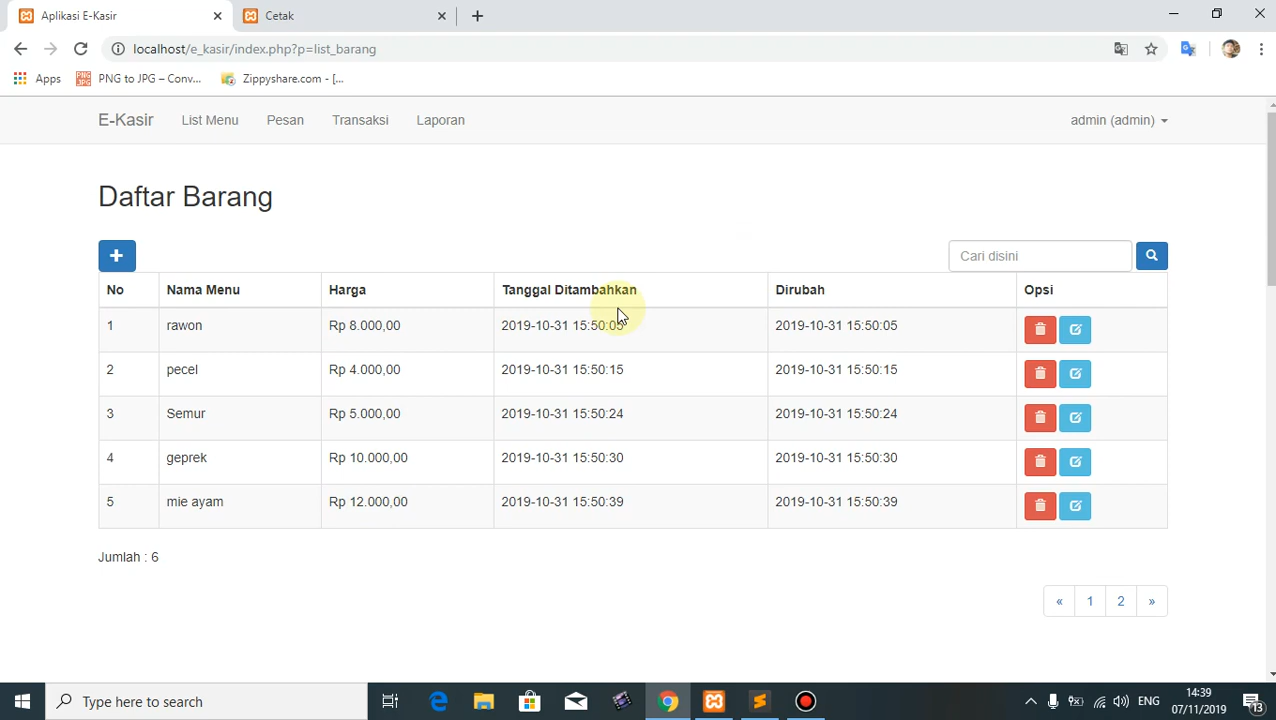 Aplikasi E-Kasir
Cetak
localhost/e_kasir/index.php?p=list_barang
Apps PNG to JPG – Conv... Zippyshare.com - [...
E-Kasir List Menu Pesan Transaksi Laporan admin (admin)
Daftar Barang
Cari disini
No Nama Menu Harga Tanggal Ditambahkan Dirubah Opsi
1 rawon Rp 8.000,00 2019-10-31 15:50:05 2019-10-31 15:50:05
2 pecel Rp 4.000,00 2019-10-31 15:50:15 2019-10-31 15:50:15
3 Semur Rp 5.000,00 2019-10-31 15:50:24 2019-10-31 15:50:24
4 geprek Rp 10.000,00 2019-10-31 15:50:30 2019-10-31 15:50:30
5 mie ayam Rp 12.000,00 2019-10-31 15:50:39 2019-10-31 15:50:39
Jumlah : 6
« 1 2 »
Type here to search
ENG
14:39
07/11/2019
13